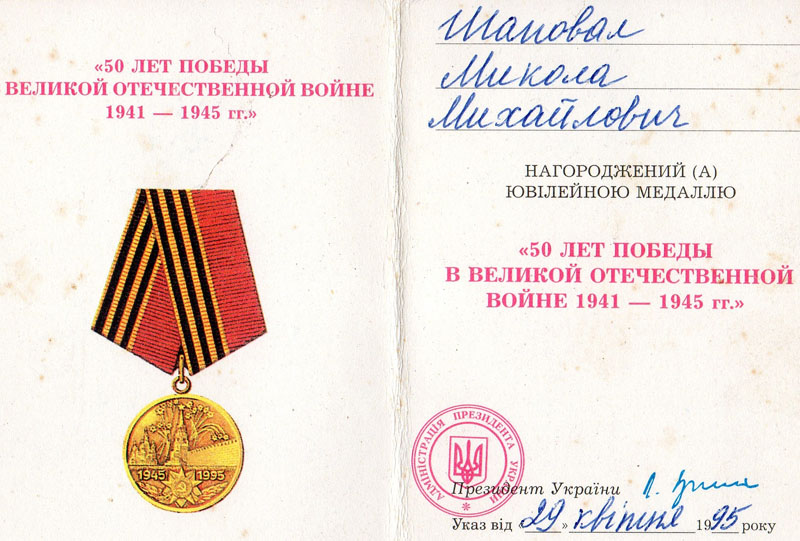 «50 ЛЕТ ПОБЕДЫ
ВЕЛИКОЙ ОТЕЧЕСТВЕННОЙ ВОЙНЕ
1941 — 1945 гг.»
1945 1995
Шаповал
Микола
Михайлович
НАГОРОДЖЕНИЙ (А)
ЮВІЛЕЙНОЮ МЕДАЛЛЮ
«50 ЛЕТ ПОБЕДЫ
В ВЕЛИКОЙ ОТЕЧЕСТВЕННОЙ
ВОЙНЕ 1941 — 1945 гг.»
АДМІНІСТРАЦІЯ ПРЕЗИДЕНТА УКРАЇНИ
Президент України
Указ від «29» квітня 1995 року